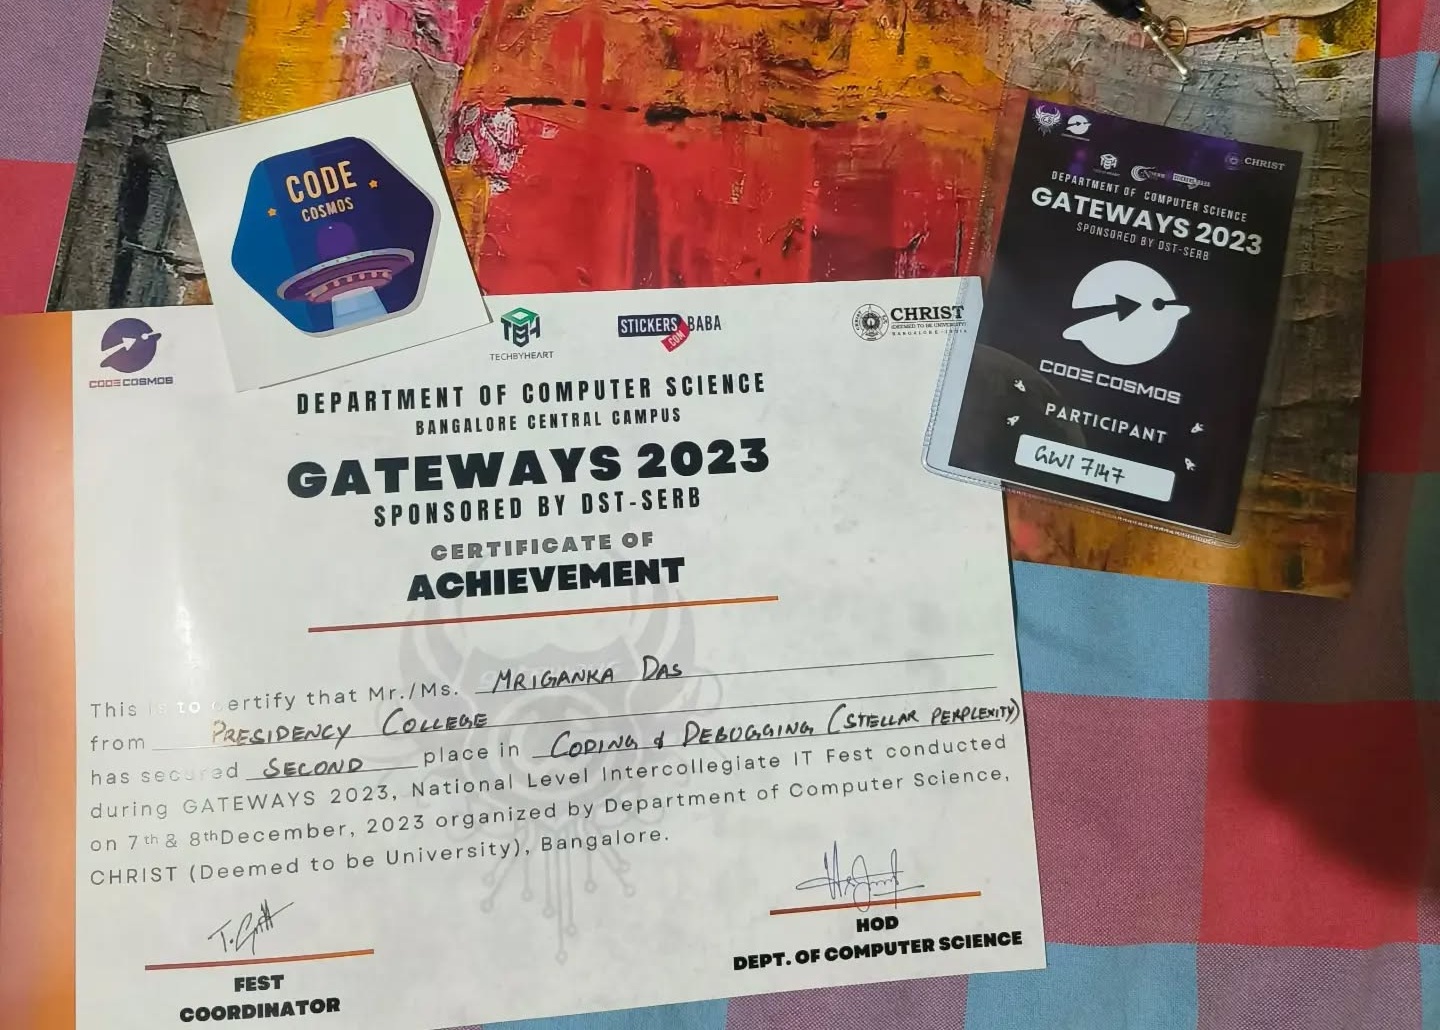 CODE
COSMOS
CODE COSMOS
TECHBYHEART
STICKERS BABA
.COM
CHRIST
(DEEMED TO BE UNIVERSITY)
BANGALORE · INDIA
DEPARTMENT OF COMPUTER SCIENCE
BANGALORE CENTRAL CAMPUS
GATEWAYS 2023
SPONSORED BY DST-SERB
CERTIFICATE OF
ACHIEVEMENT
This is to certify that Mr./Ms. MRIGANKA DAS
from PRESIDENCY COLLEGE
has secured SECOND place in CODING & DEBUGGING (STELLAR PERPLEXITY)
during GATEWAYS 2023, National Level Intercollegiate IT Fest conducted
on 7th & 8th December, 2023 organized by Department of Computer Science,
CHRIST (Deemed to be University), Bangalore.
FEST
COORDINATOR
HOD
DEPT. OF COMPUTER SCIENCE
CHRIST
DEPARTMENT OF COMPUTER SCIENCE
GATEWAYS 2023
SPONSORED BY DST-SERB
CODE COSMOS
PARTICIPANT
GWI 7147